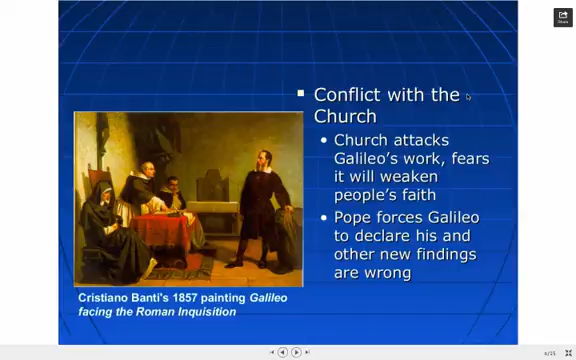 Share
Conflict with the
Church
Church attacks
Galileo's work, fears
it will weaken
people's faith
Pope forces Galileo
to declare his and
other new findings
are wrong
Cristiano Banti's 1857 painting Galileo
facing the Roman Inquisition